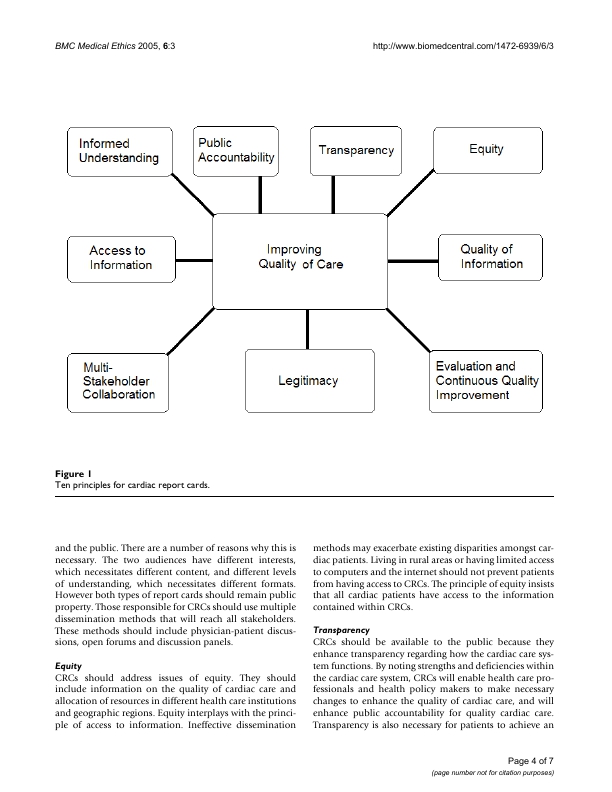 BMC Medical Ethics 2005, 6:3
http://www.biomedcentral.com/1472-6939/6/3
Informed
Understanding
Public
Accountability
Transparency
Equity
Access to
Information
Improving
Quality of Care
Quality of
Information
Multi-
Stakeholder
Collaboration
Legitimacy
Evaluation and
Continuous Quality
Improvement
Figure 1
Ten principles for cardiac report cards.
and the public. There are a number of reasons why this is
necessary. The two audiences have different interests,
which necessitates different content, and different levels
of understanding, which necessitates different formats.
However both types of report cards should remain public
property. Those responsible for CRCs should use multiple
dissemination methods that will reach all stakeholders.
These methods should include physician-patient discus-
sions, open forums and discussion panels.
Equity
CRCs should address issues of equity. They should
include information on the quality of cardiac care and
allocation of resources in different health care institutions
and geographic regions. Equity interplays with the princi-
ple of access to information. Ineffective dissemination
methods may exacerbate existing disparities amongst car-
diac patients. Living in rural areas or having limited access
to computers and the internet should not prevent patients
from having access to CRCs. The principle of equity insists
that all cardiac patients have access to the information
contained within CRCs.
Transparency
CRCs should be available to the public because they
enhance transparency regarding how the cardiac care sys-
tem functions. By noting strengths and deficiencies within
the cardiac care system, CRCs will enable health care pro-
fessionals and health policy makers to make necessary
changes to enhance the quality of cardiac care, and will
enhance public accountability for quality cardiac care.
Transparency is also necessary for patients to achieve an
Page 4 of 7
(page number not for citation purposes)